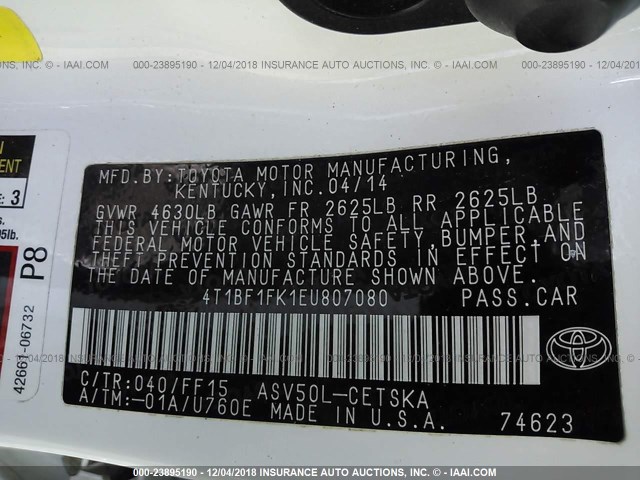 000-23895190 - 12/04/2018 INSURANCE AUTO AUCTIONS, INC. - IAAI.COM
MFD.BY:TOYOTA MOTOR MANUFACTURING,
KENTUCKY, INC. 04/14
GVWR 4630LB GAWR FR 2625LB RR 2625LB
THIS VEHICLE CONFORMS TO ALL APPLICABLE
FEDERAL MOTOR VEHICLE SAFETY, BUMPER, AND
THEFT PREVENTION STANDARDS IN EFFECT ON
THE DATE OF MANUFACTURE SHOWN ABOVE.
4T1BF1FK1EU807080 PASS.CAR
C/TR:040/FF15 ASV50L-CETSKA
A/TM:-01A/U760E MADE IN U.S.A. 74623
3
P8
42661-06732
000-23895190 - 12/04/2018 INSURANCE AUTO AUCTIONS, INC. - IAAI.COM
000-23895190 - 12/04/2018 INSURANCE AUTO AUCTIONS, INC. - IAAI.COM